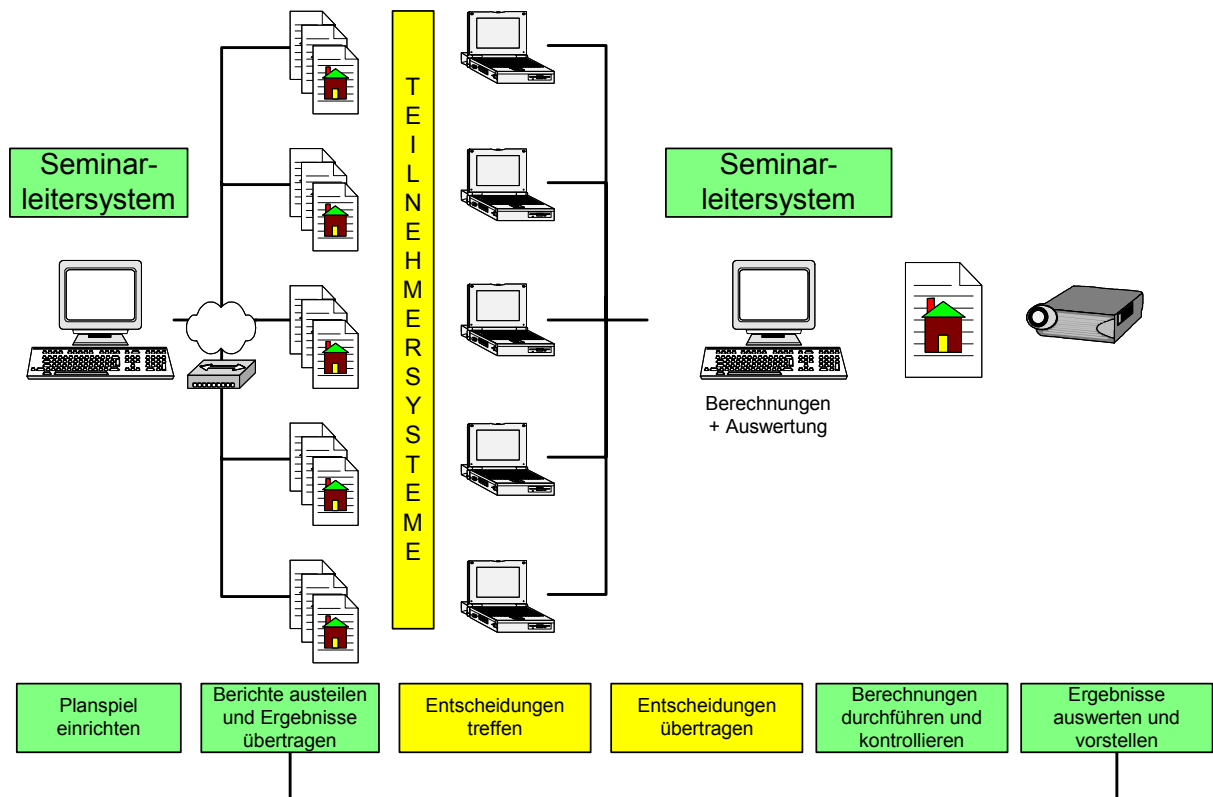 Seminar-
leitersystem
TEILNEHMERSYSTEME
Seminar-
leitersystem
Berechnungen
+ Auswertung
Planspiel
einrichten
Berichte austeilen
und Ergebnisse
übertragen
Entscheidungen
treffen
Entscheidungen
übertragen
Berechnungen
durchführen und
kontrollieren
Ergebnisse
auswerten und
vorstellen